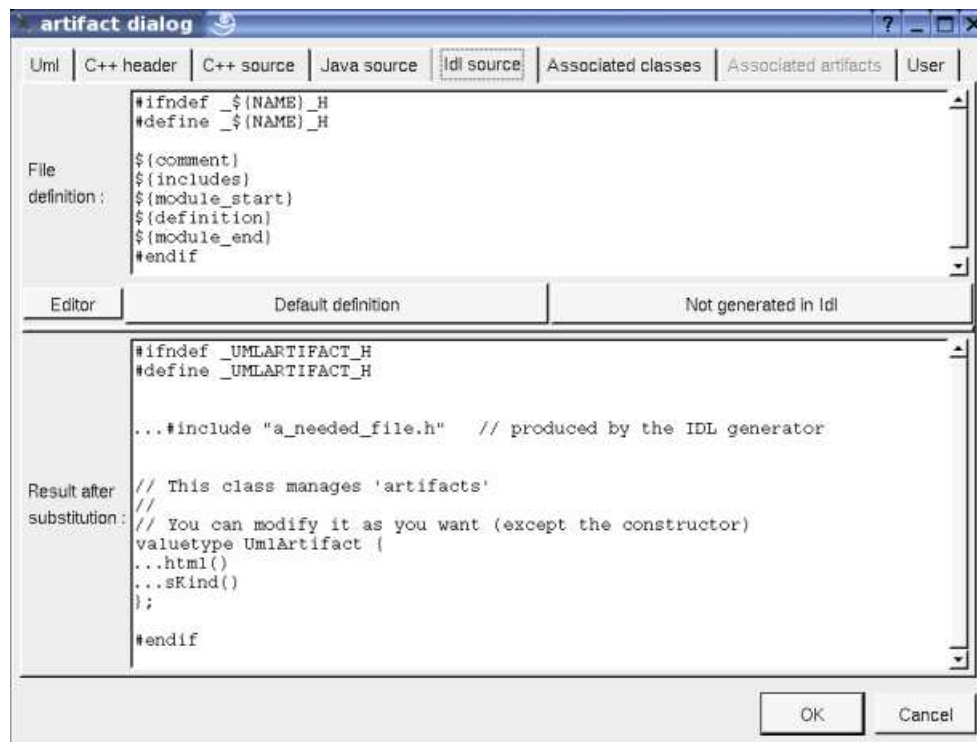 artifact dialog
Uml C++ header C++ source Java source Idl source Associated classes Associated artifacts User
#ifndef _${NAME}_H
#define _${NAME}_H
${comment}
${includes}
${module_start}
${definition}
${module_end}
#endif
File
definition :
Editor Default definition Not generated in Idl
#ifndef _UMLARTIFACT_H
#define _UMLARTIFACT_H
...#include "a_needed_file.h" // produced by the IDL generator
// This class manages 'artifacts'
//
// You can modify it as you want (except the constructor)
valuetype UmlArtifact {
...html()
...sKind()
};
#endif
Result after
substitution :
OK Cancel